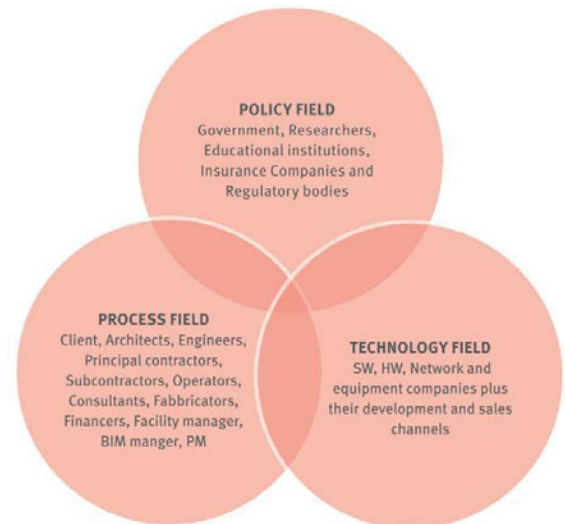 POLICY FIELD
Government, Researchers,
Educational institutions,
Insurance Companies and
Regulatory bodies
PROCESS FIELD
Client, Architects, Engineers,
Principal contractors,
Subcontractors, Operators,
Consultants, Fabbricators,
Financers, Facility manager,
BIM manger, PM
TECHNOLOGY FIELD
SW, HW, Network and
equipment companies plus
their development and sales
channels